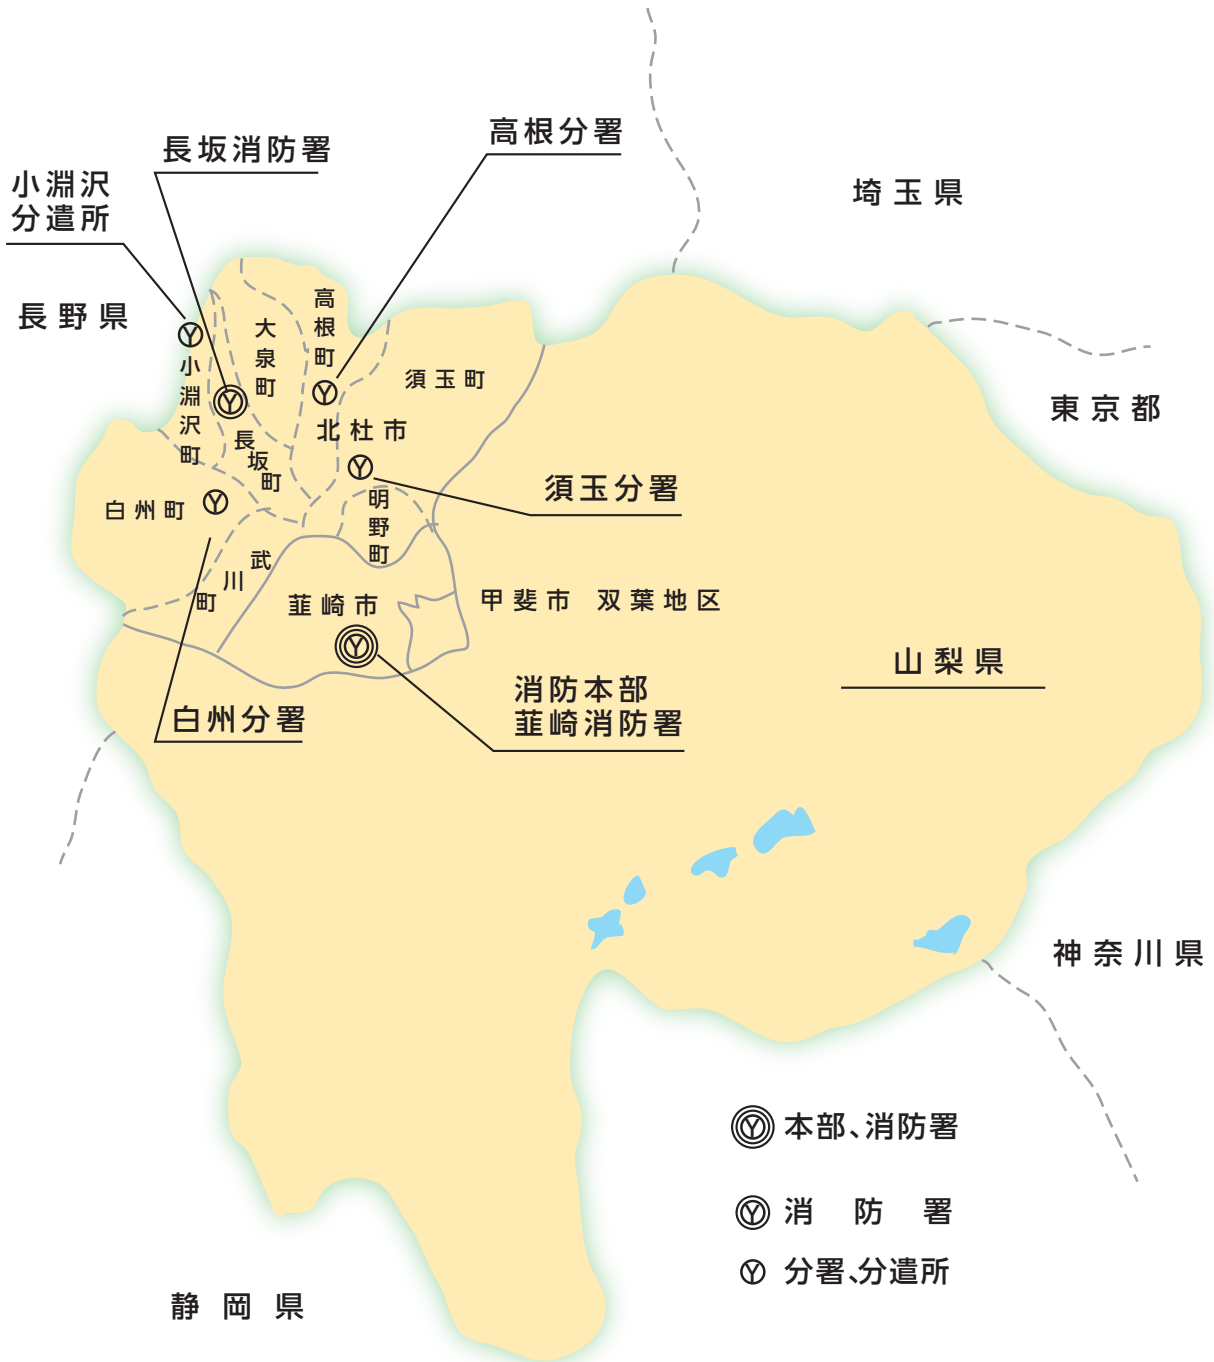 高根分署
長坂消防署
小淵沢
分遣所
埼玉県
長野県
高根町
大泉町
小淵沢町
須玉町
東京都
北杜市
長坂町
須玉分署
白州町
明野町
武川町
韮崎市
甲斐市 双葉地区
山梨県
消防本部
韮崎消防署
白州分署
神奈川県
本部、消防署
消防署
分署、分遣所
静岡県